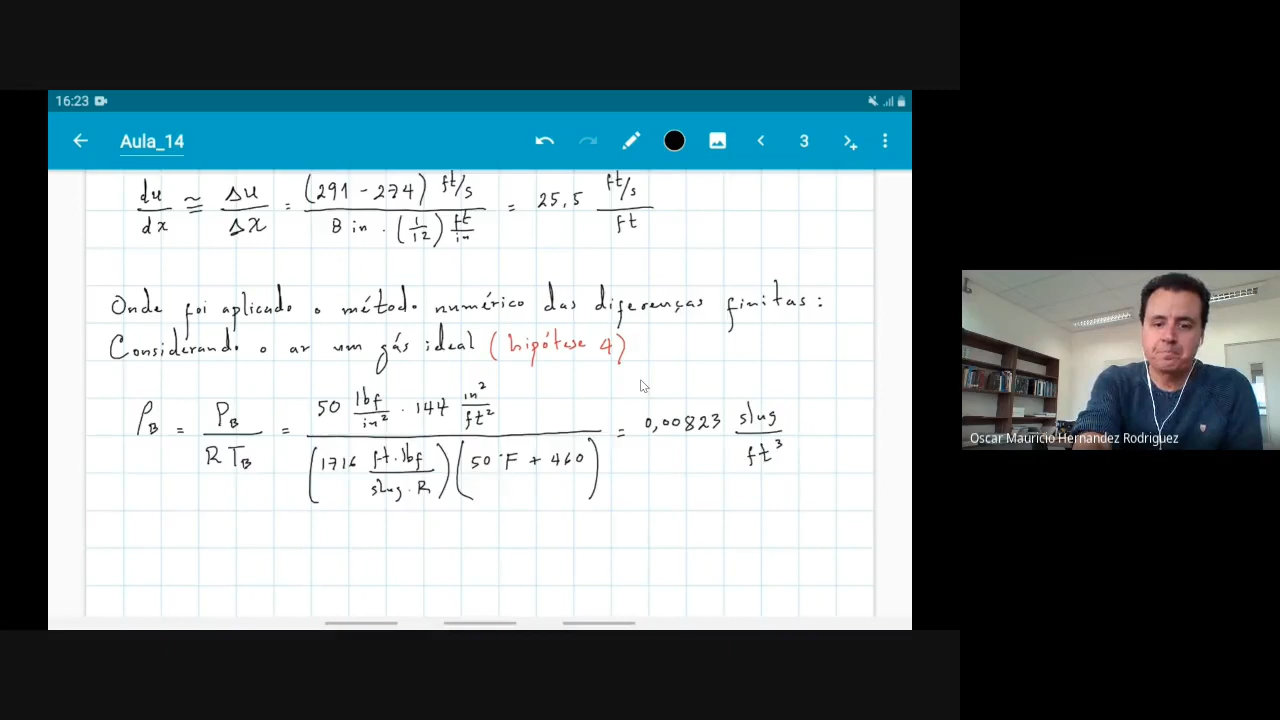 16:23
Aula_14
3
du/dx ≅ Δu/Δx = (291 - 274) ft/s / 8 in . (1/12) ft/in = 25,5 ft/s / ft
Onde foi aplicado o método numérico das diferenças finitas:
Considerando o ar um gás ideal (hipótese 4)
ρB = PB / R TB = 50 lbf/in² . 144 in²/ft² / (1716 ft.lbf / slug.R) (50 °F + 460) = 0,00823 slug / ft³
Oscar Mauricio Hernandez Rodriguez